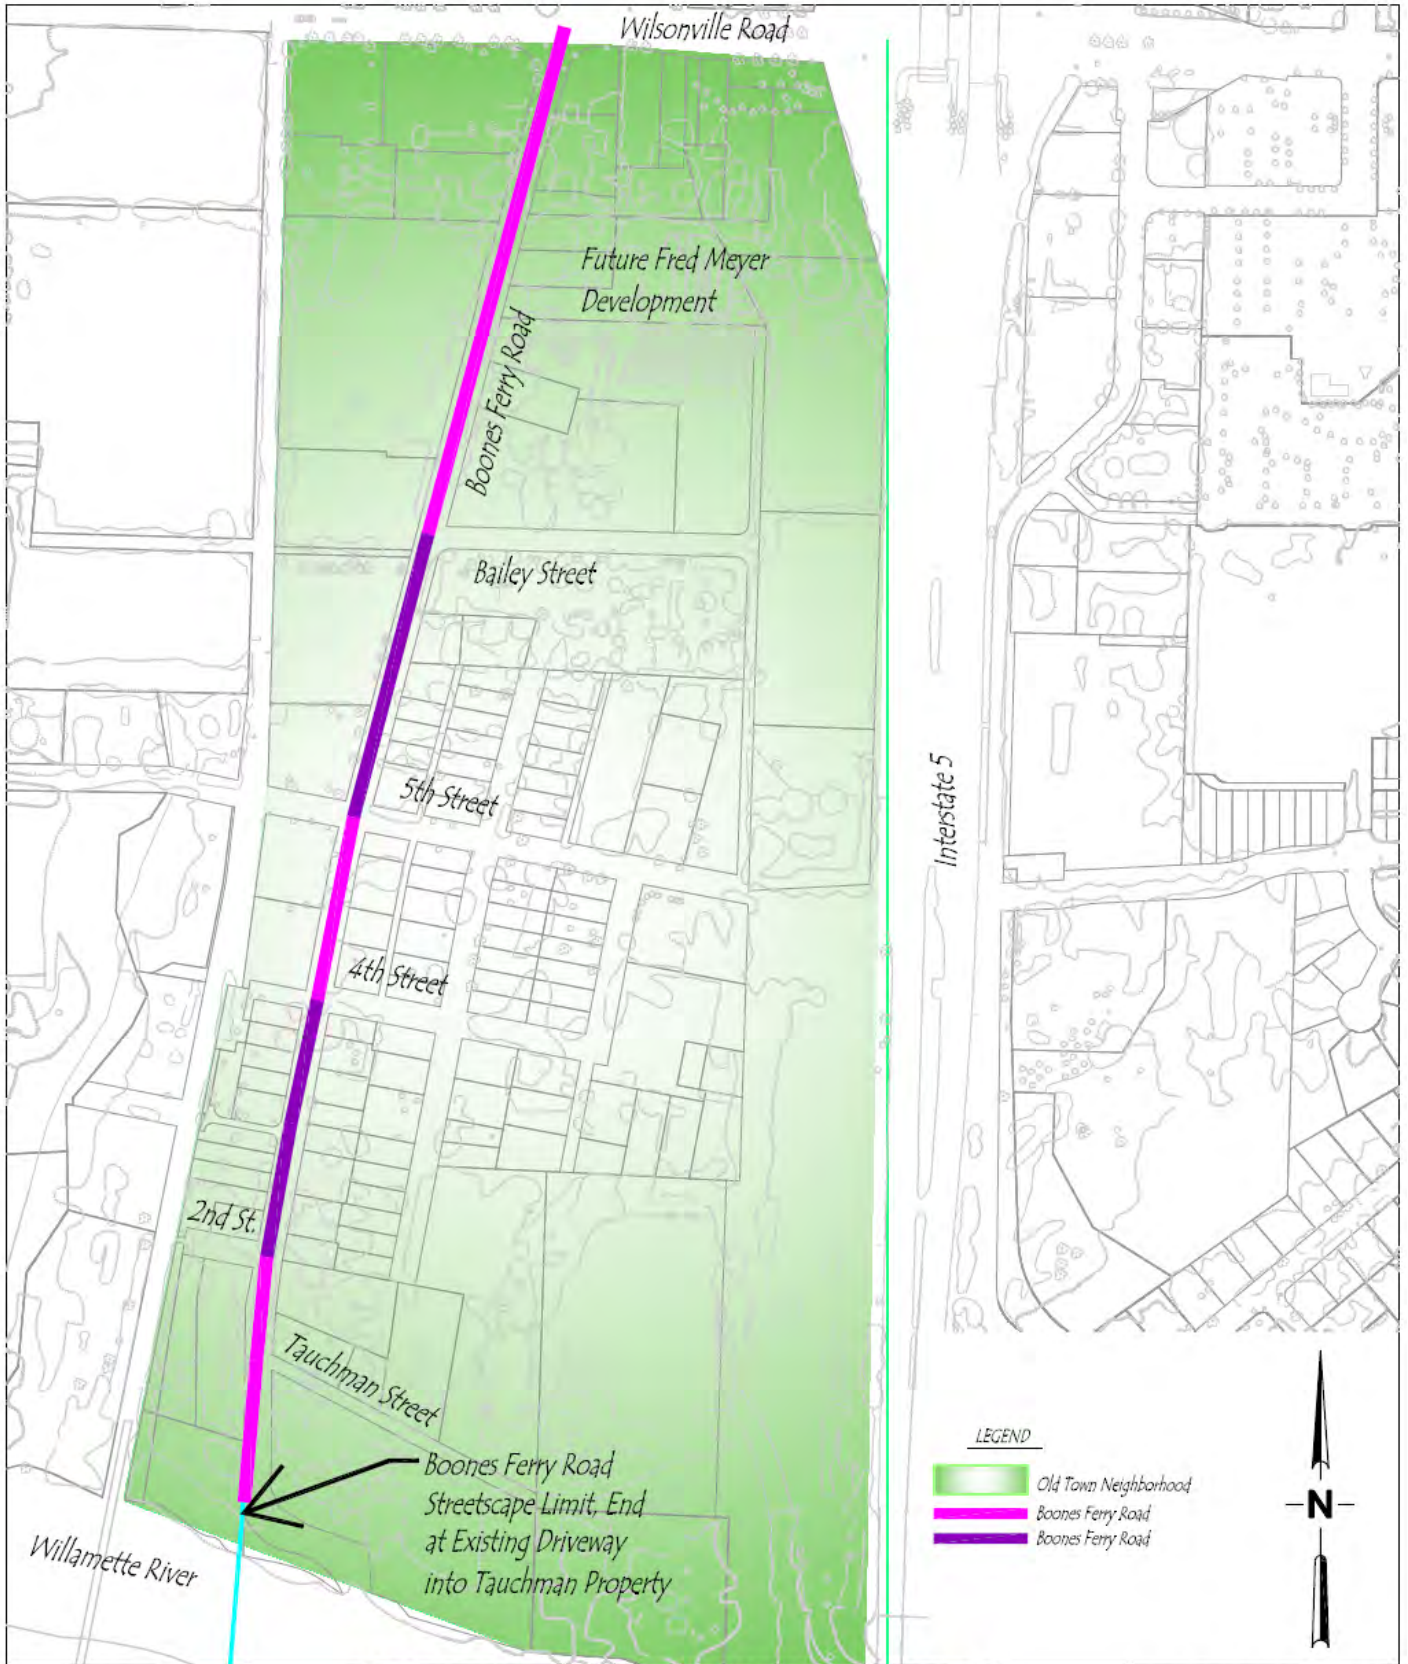 Wilsonville Road
Future Fred Meyer
Development
Boones Ferry Road
Bailey Street
5th Street
Interstate 5
4th Street
2nd St.
Tauchman Street
Boones Ferry Road
Streetscape Limit, End
at Existing Driveway
into Tauchman Property
Willamette River
LEGEND
Old Town Neighborhood
Boones Ferry Road
Boones Ferry Road
N